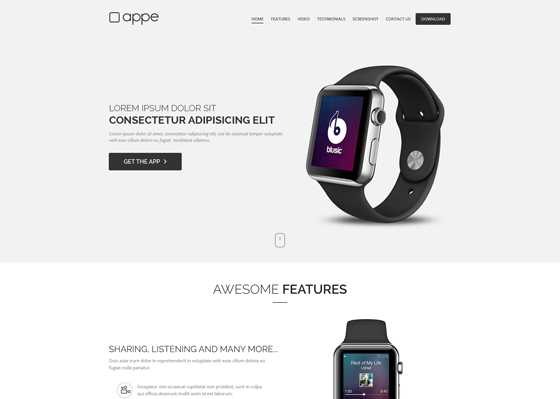 appe
HOME FEATURES VIDEO TESTIMONIALS SCREENSHOT CONTACT US DOWNLOAD
LOREM IPSUM DOLOR SIT
CONSECTETUR ADIPISICING ELIT
Lorem ipsum dolor sit amet, consectetur adipisicing elit, sed do eiusmod tempor voluptate
velit esse cillum dolore eu fugiat. Incididunt ullamco.
GET THE APP
blusic
AWESOME FEATURES
SHARING, LISTENING AND MANY MORE...
Duis aute irure dolor in reprehenderit in voluptate velit esse cillum dolore eu
fugiat nulla pariatur.
Excepteur sint occaecat cupidatat non proident, sunt in culpa
qui officia deserunt mollit anim id est laborum.
Rest of My Life